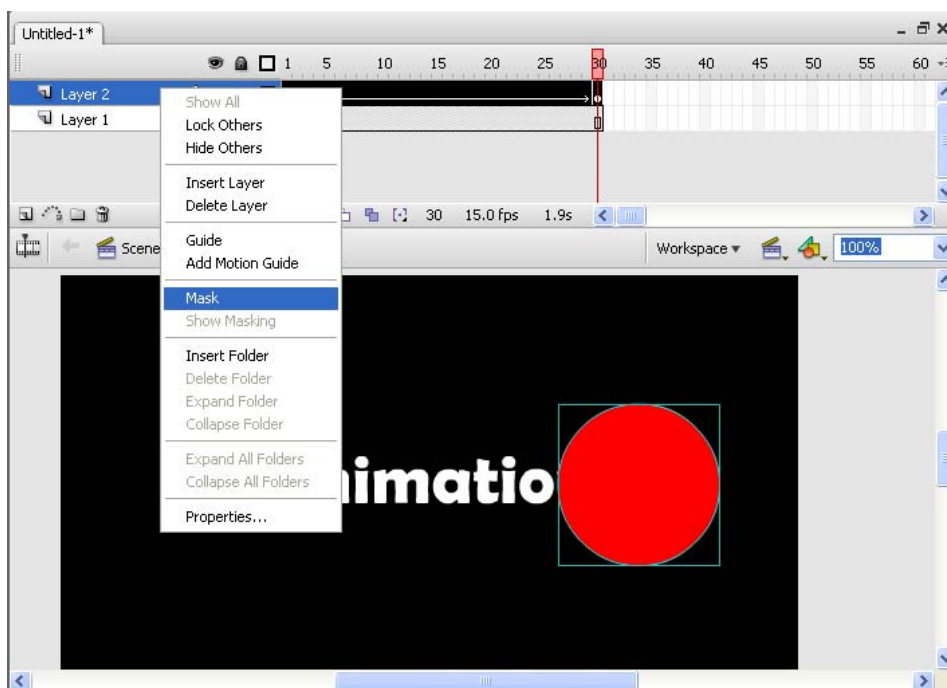 Untitled-1*
1 5 10 15 20 25 30 35 40 45 50 55 60
Layer 2
Layer 1
Show All
Lock Others
Hide Others
Insert Layer
Delete Layer
30 15.0 fps 1.9s
Guide
Add Motion Guide
Scene
Workspace
100%
Mask
Show Masking
Insert Folder
Delete Folder
Expand Folder
Collapse Folder
Expand All Folders
Collapse All Folders
Properties...
nimatio